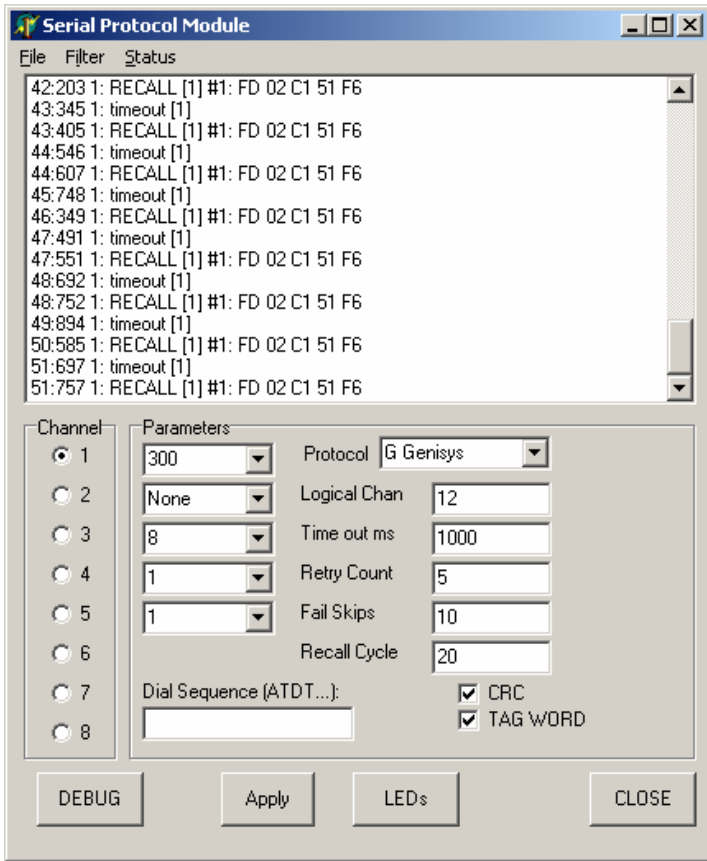 Serial Protocol Module
File Filter Status
42:203 1: RECALL [1] #1: FD 02 C1 51 F6
43:345 1: timeout [1]
43:405 1: RECALL [1] #1: FD 02 C1 51 F6
44:546 1: timeout [1]
44:607 1: RECALL [1] #1: FD 02 C1 51 F6
45:748 1: timeout [1]
46:349 1: RECALL [1] #1: FD 02 C1 51 F6
47:491 1: timeout [1]
47:551 1: RECALL [1] #1: FD 02 C1 51 F6
48:692 1: timeout [1]
48:752 1: RECALL [1] #1: FD 02 C1 51 F6
49:894 1: timeout [1]
50:585 1: RECALL [1] #1: FD 02 C1 51 F6
51:697 1: timeout [1]
51:757 1: RECALL [1] #1: FD 02 C1 51 F6
Channel
1
2
3
4
5
6
7
8
Parameters
300
None
8
1
1
Protocol G Genisys
Logical Chan 12
Time out ms 1000
Retry Count 5
Fail Skips 10
Recall Cycle 20
Dial Sequence (ATDT...):
CRC
TAG WORD
DEBUG Apply LEDs CLOSE